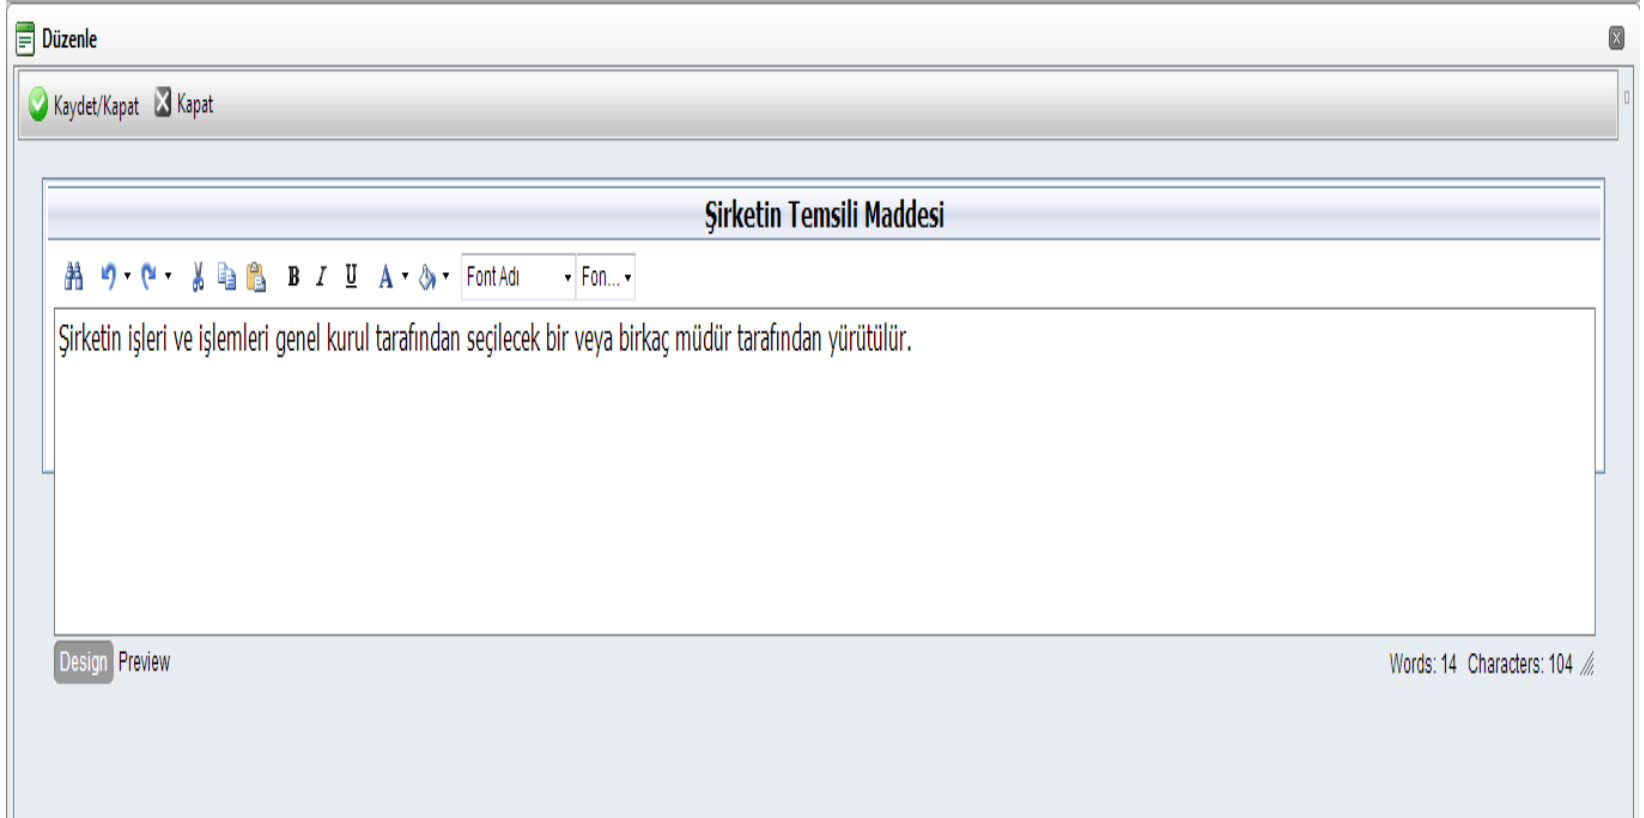 Düzenle
Kaydet/Kapat Kapat
Şirketin Temsili Maddesi
B I U A Font Adı Fon...
Şirketin işleri ve işlemleri genel kurul tarafından seçilecek bir veya birkaç müdür tarafından yürütülür.
Design Preview Words: 14 Characters: 104